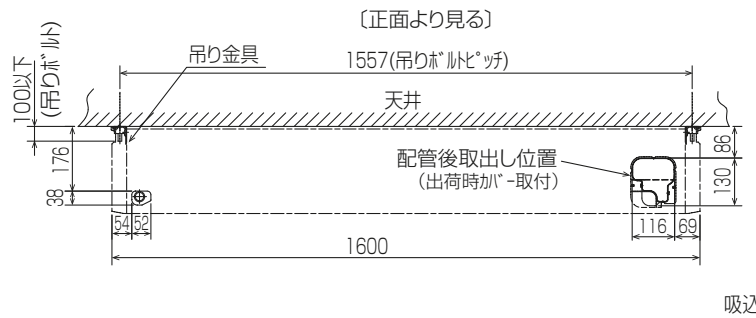 〔正面より見る〕
吊り金具
1557(吊りボルトピッチ)
100以下
(吊りボルト)
天井
176
38
54
52
配管後取出し位置
(出荷時カバー取付)
86
130
116
69
1600
吸込